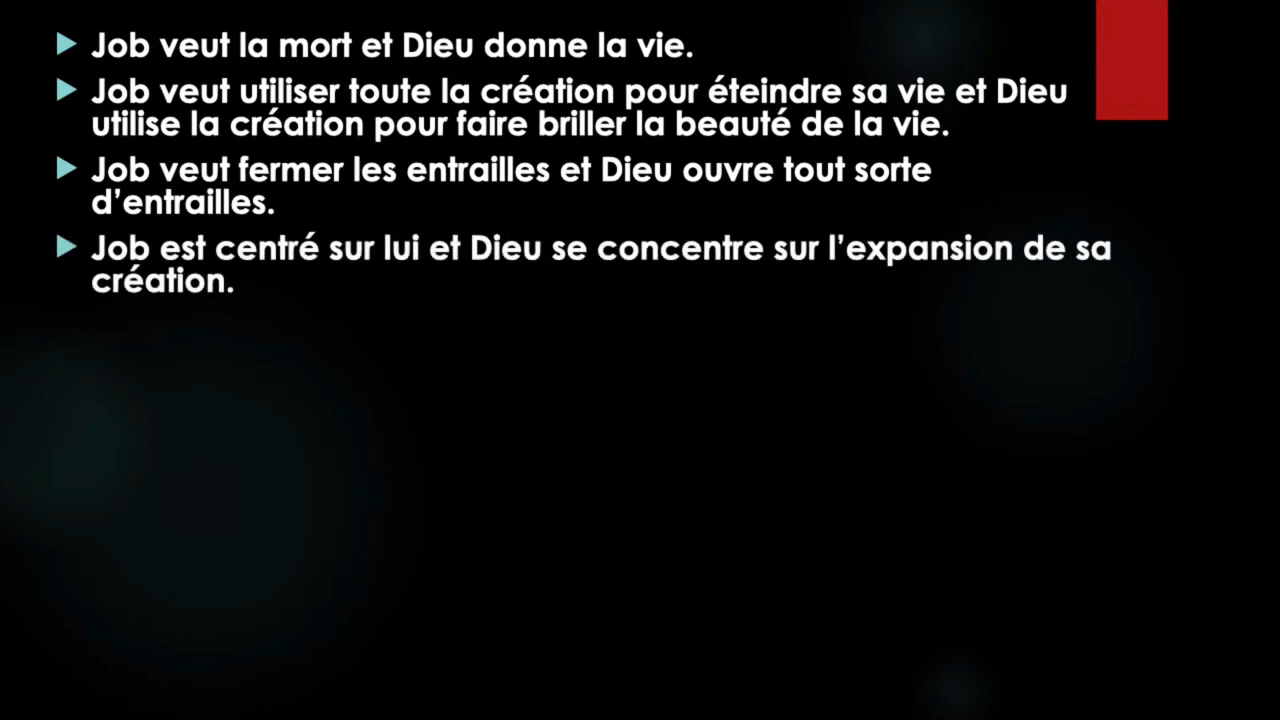 Job veut la mort et Dieu donne la vie.
Job veut utiliser toute la création pour éteindre sa vie et Dieu
utilise la création pour faire briller la beauté de la vie.
Job veut fermer les entrailles et Dieu ouvre tout sorte
d’entrailles.
Job est centré sur lui et Dieu se concentre sur l’expansion de sa
création.